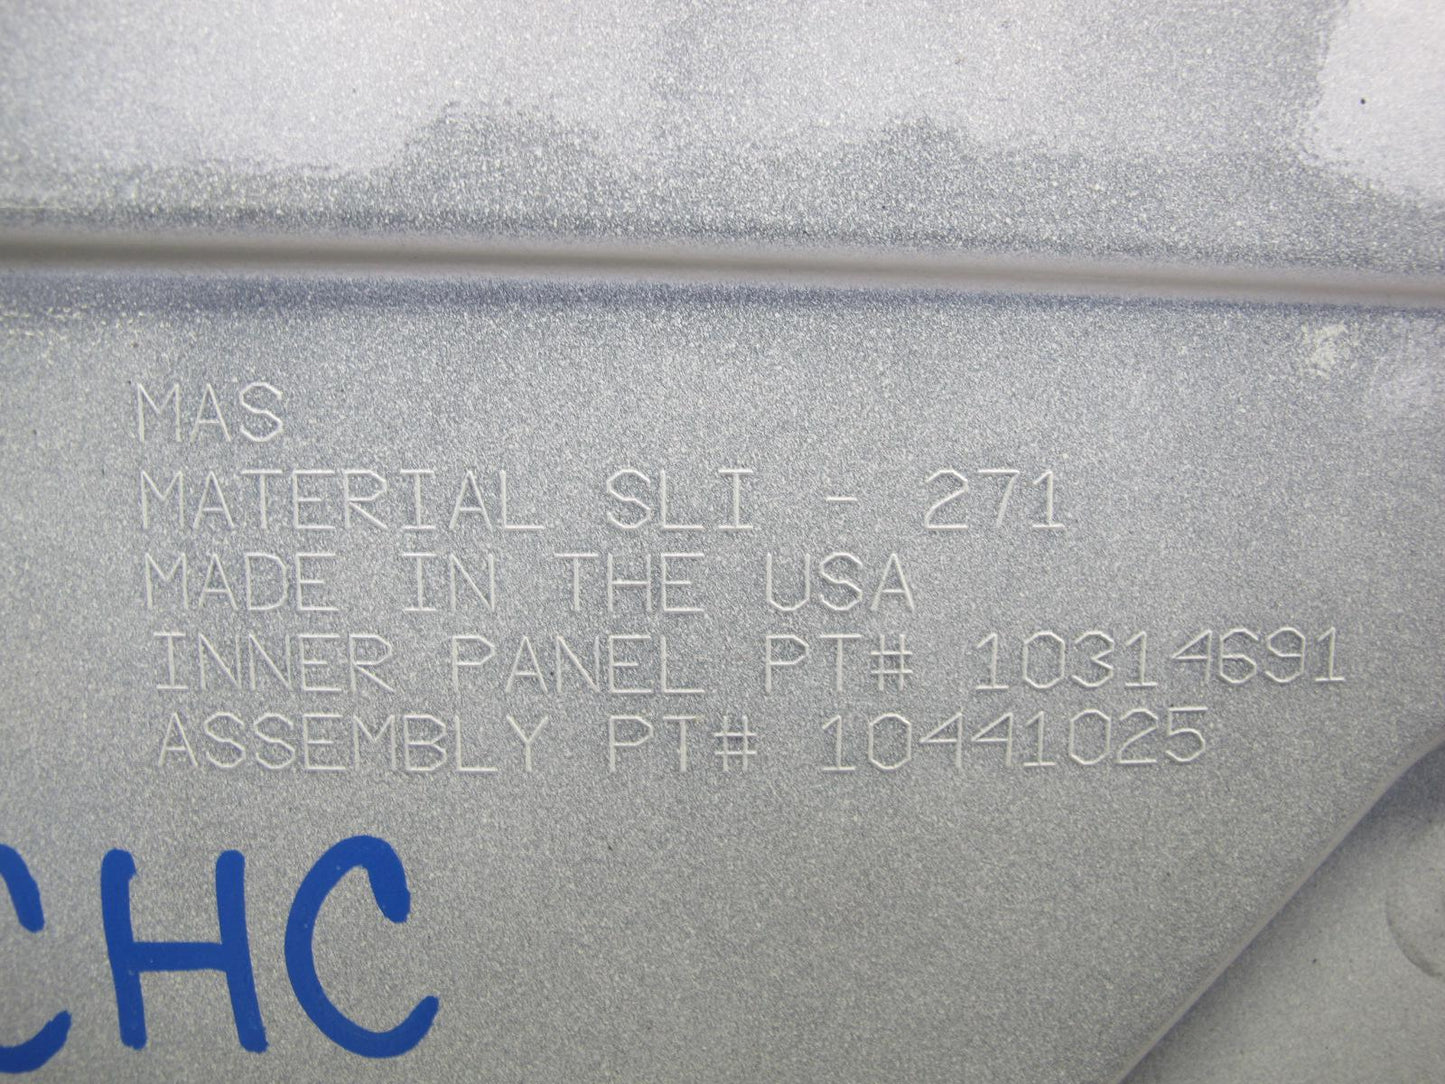 MAS
MATERIAL SLI - 271
MADE IN THE USA
INNER PANEL PT# 10314691
ASSEMBLY PT# 10441025
CHC